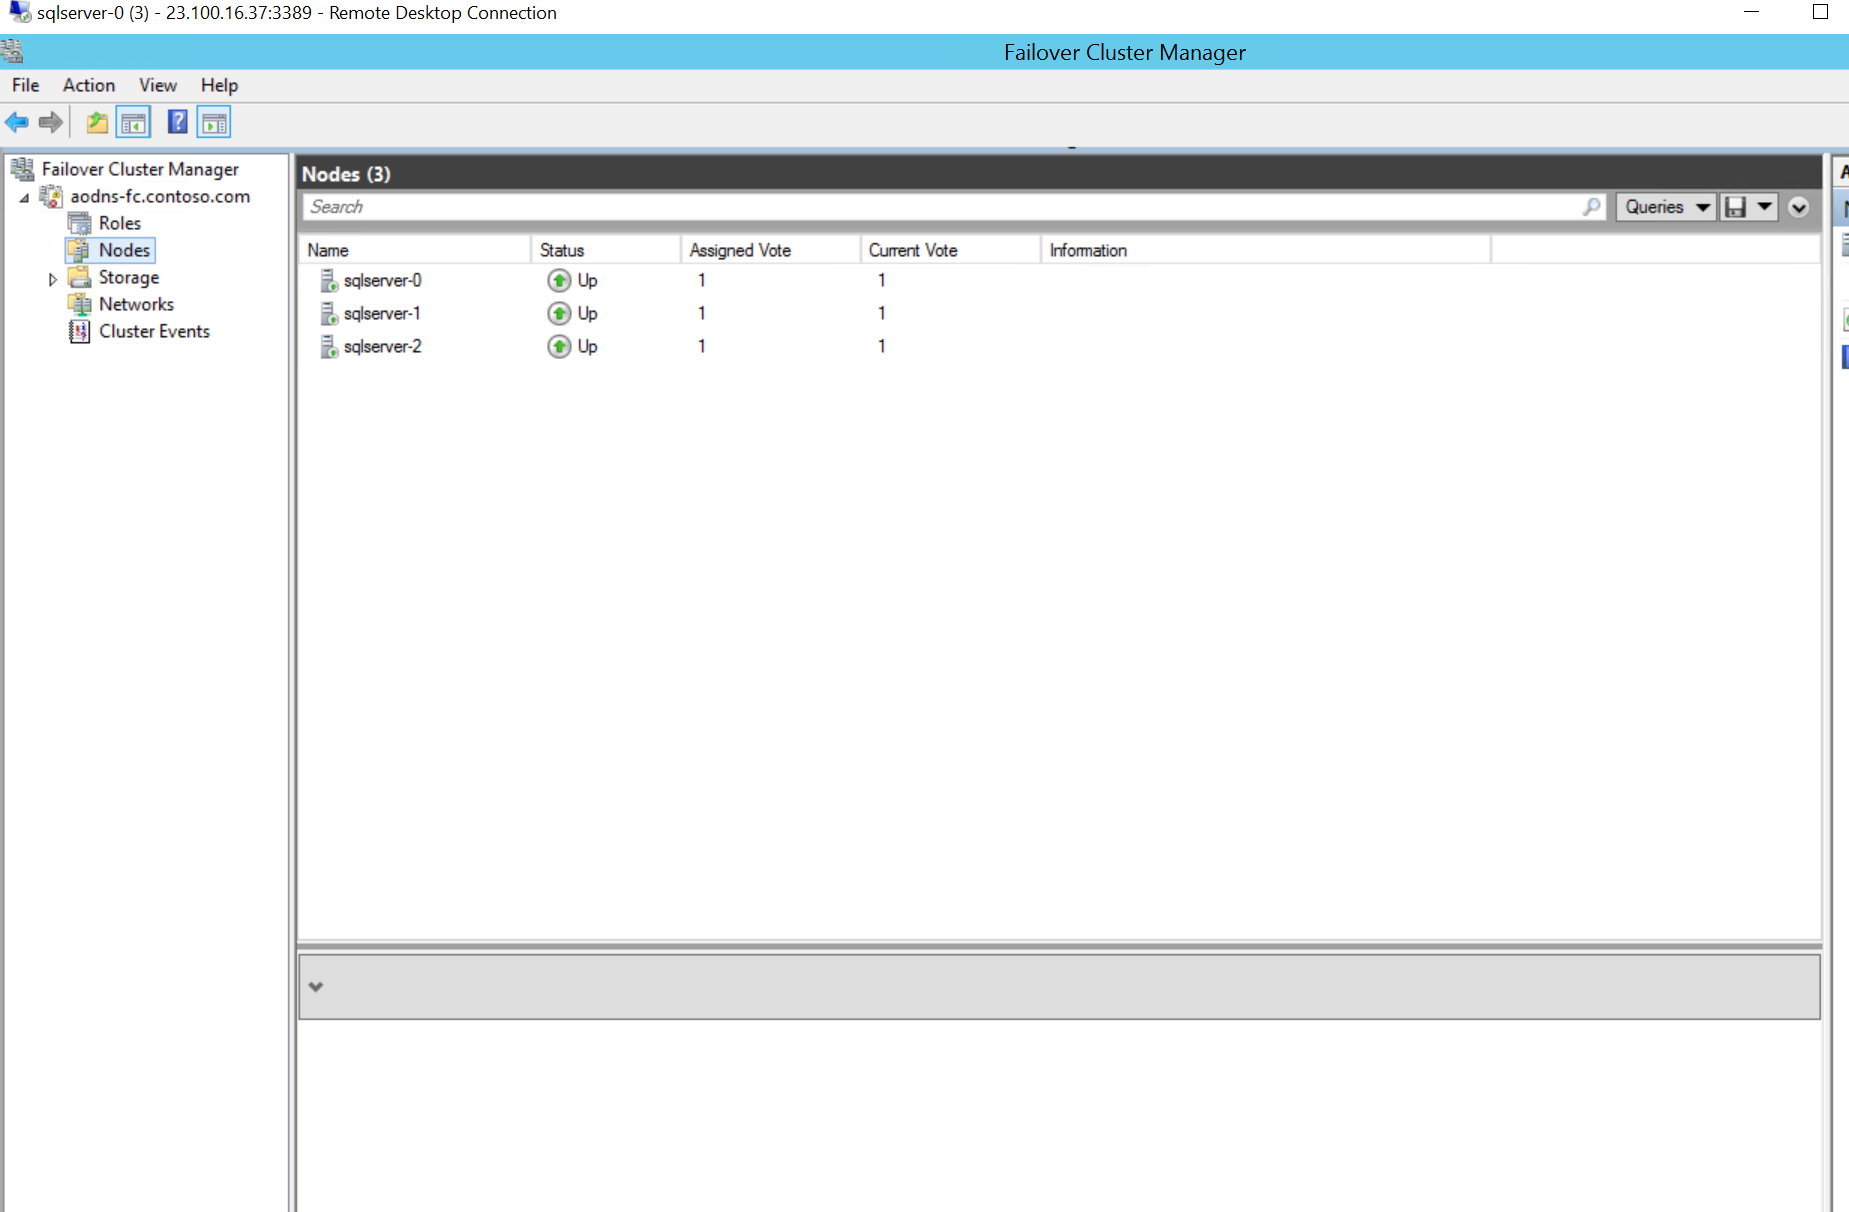 sqlserver-0 (3) - 23.100.16.37:3389 - Remote Desktop Connection
Failover Cluster Manager
File Action View Help
Failover Cluster Manager
aodns-fc.contoso.com
Roles
Nodes
Storage
Networks
Cluster Events
Nodes (3)
Search
Queries
Name Status Assigned Vote Current Vote Information
sqlserver-0 Up 1 1
sqlserver-1 Up 1 1
sqlserver-2 Up 1 1